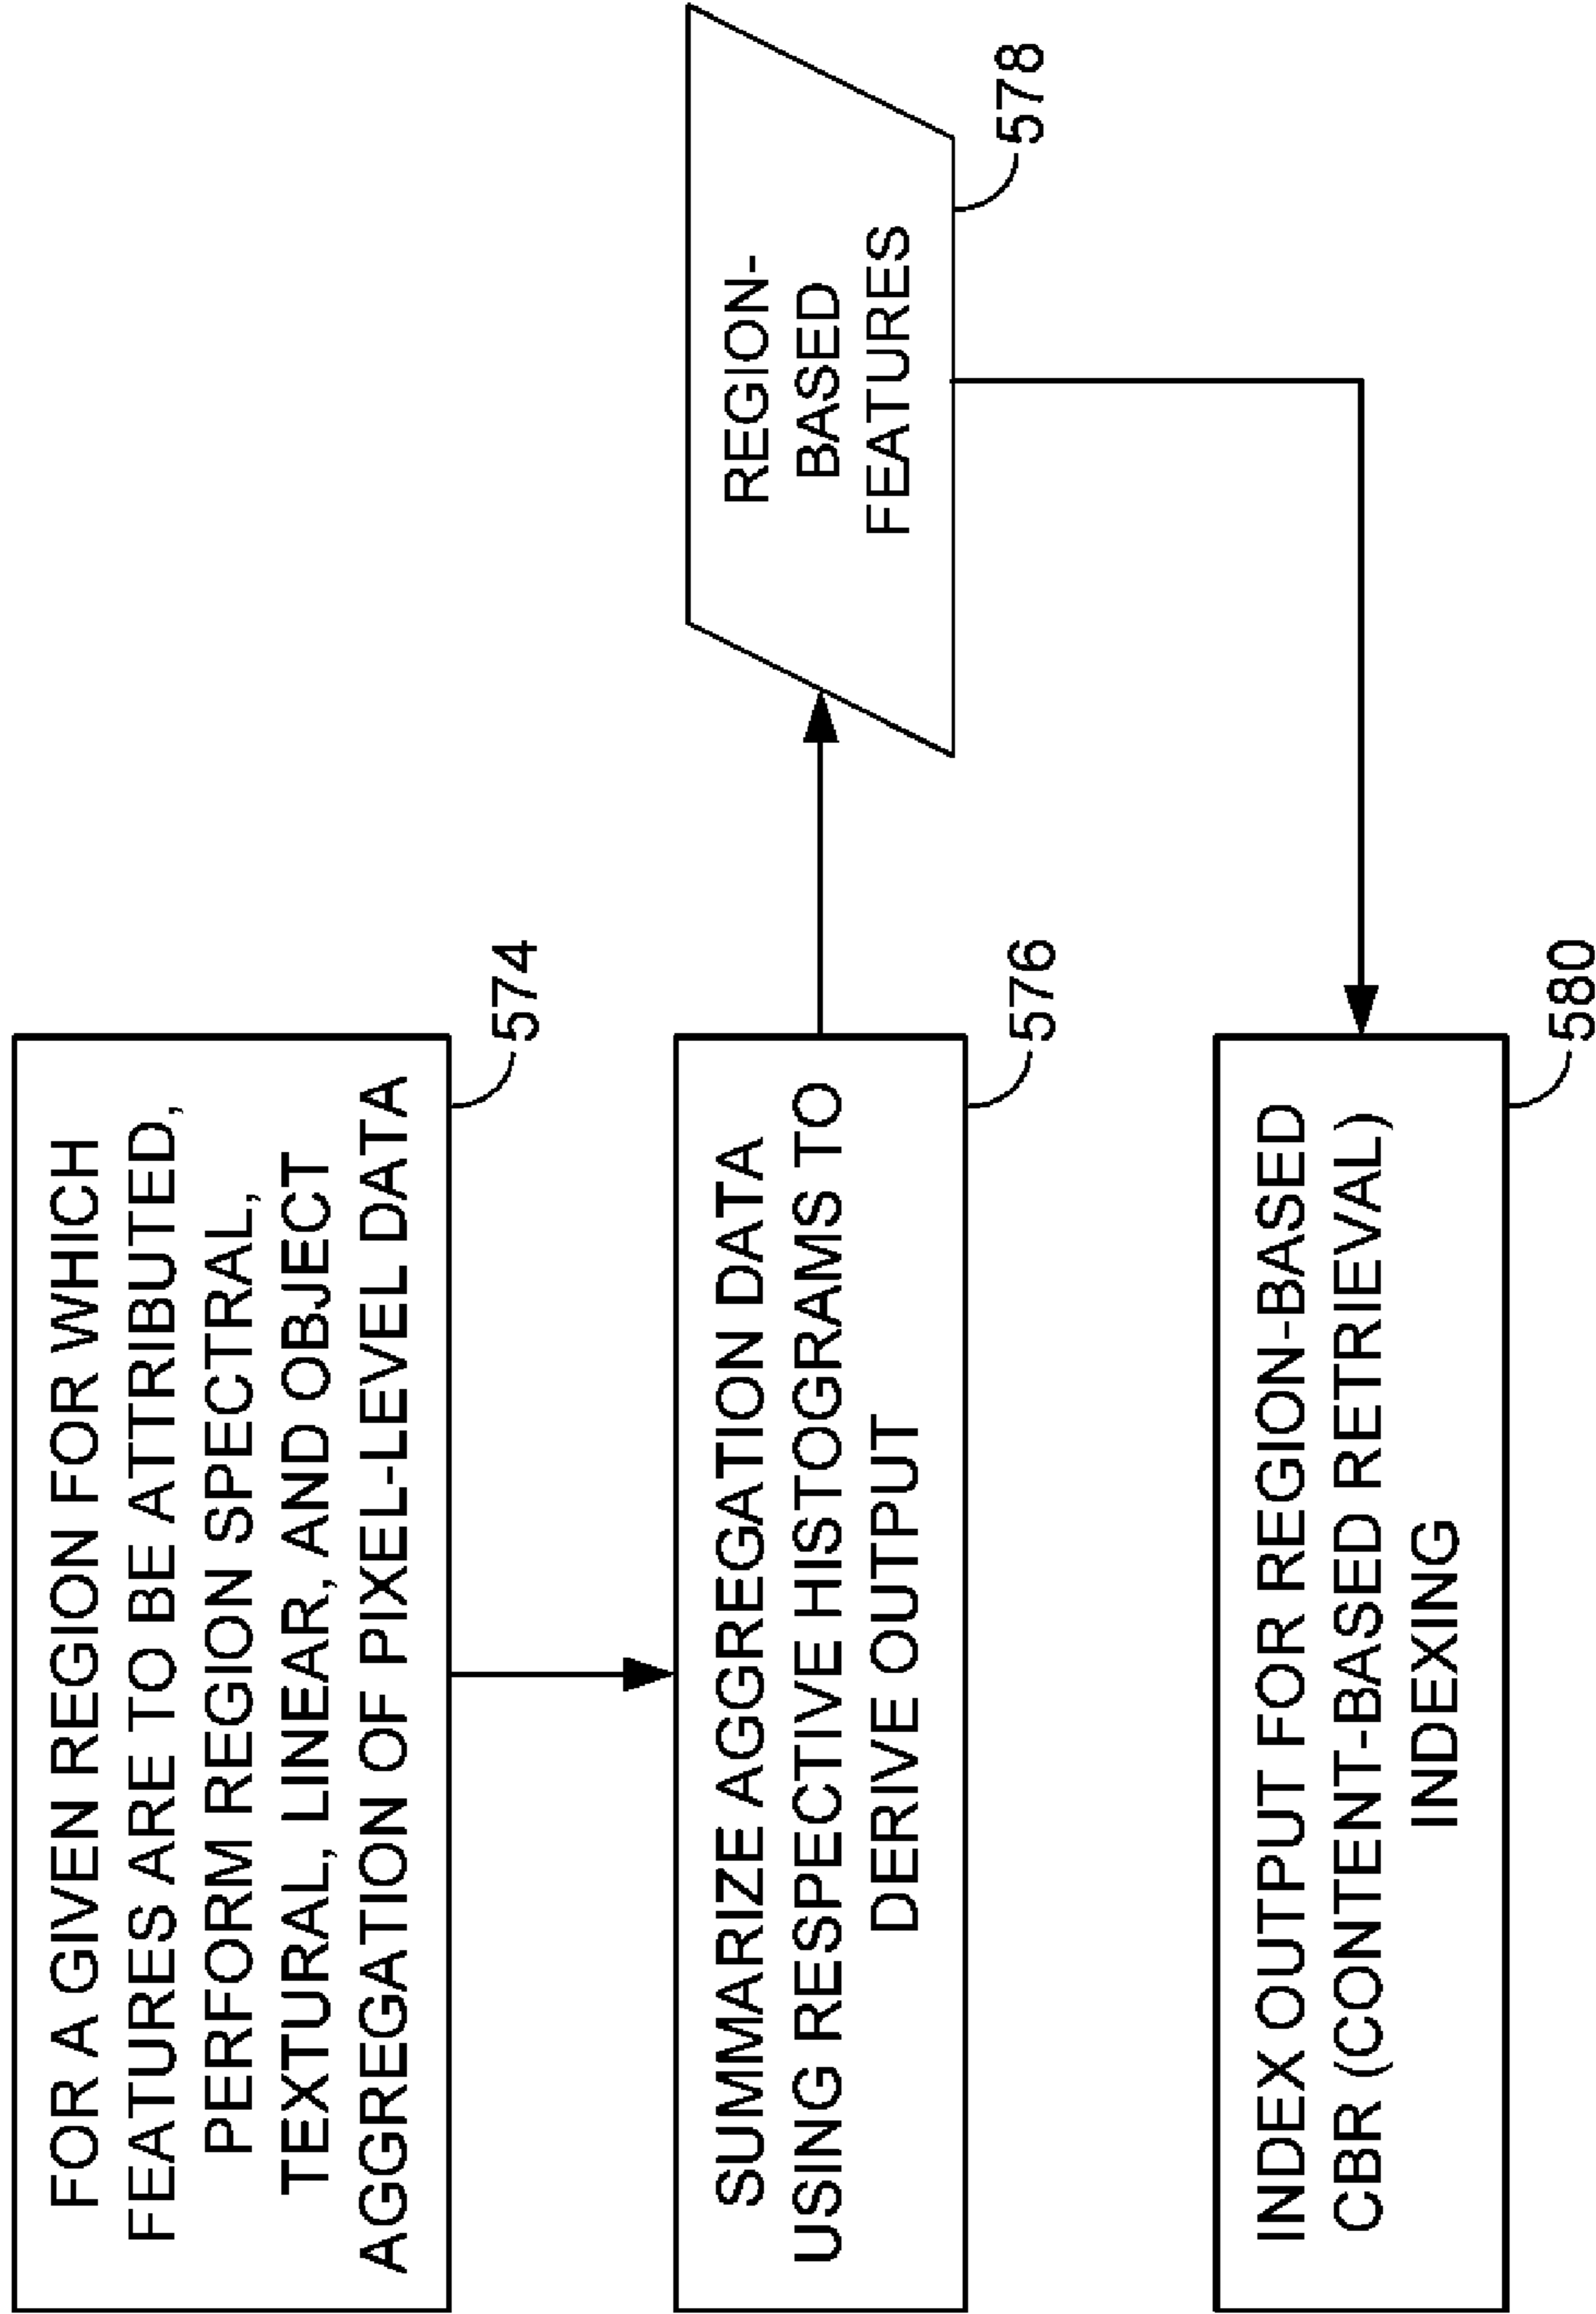 FOR A GIVEN REGION FOR WHICH
FEATURES ARE TO BE ATTRIBUTED,
PERFORM REGION SPECTRAL,
TEXTURAL, LINEAR, AND OBJECT
AGGREGATION OF PIXEL-LEVEL DATA
574
SUMMARIZE AGGREGATION DATA
USING RESPECTIVE HISTOGRAMS TO
DERIVE OUTPUT
576
REGION-
BASED
FEATURES
578
INDEX OUTPUT FOR REGION-BASED
CBR (CONTENT-BASED RETRIEVAL)
INDEXING
580